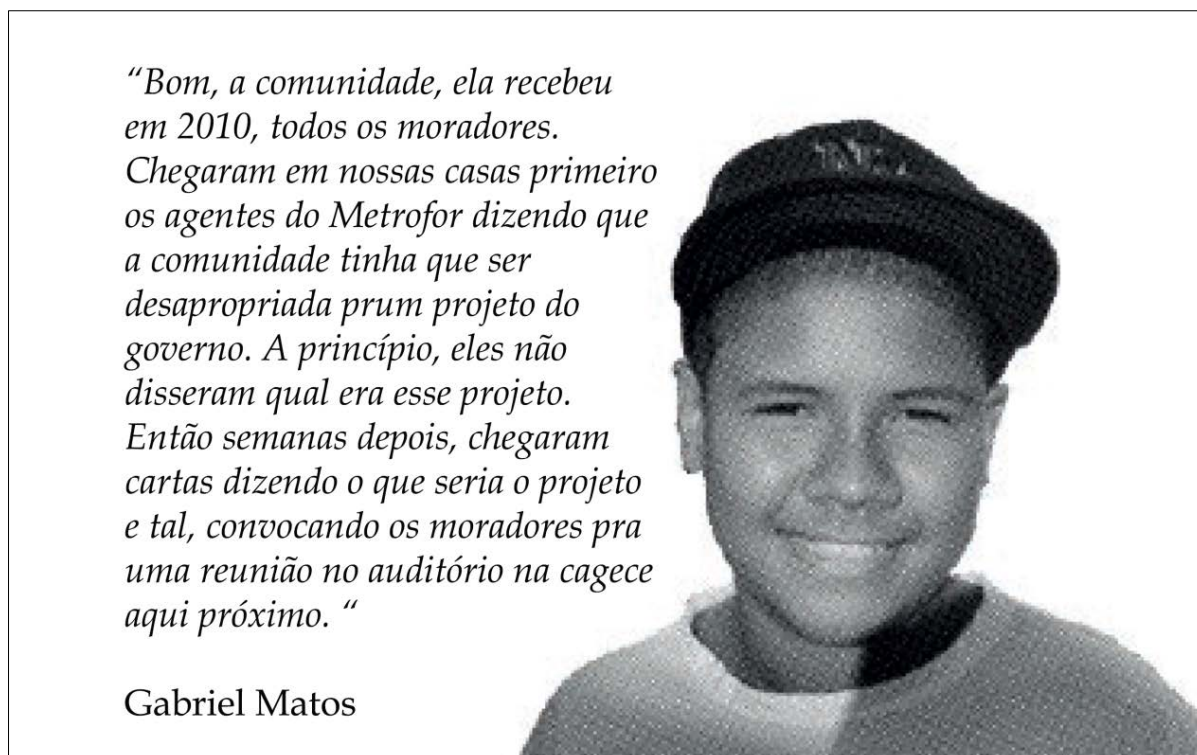 “Bom, a comunidade, ela recebeu
em 2010, todos os moradores.
Chegaram em nossas casas primeiro
os agentes do Metrofor dizendo que
a comunidade tinha que ser
desapropriada prum projeto do
governo. A princípio, eles não
disseram qual era esse projeto.
Então semanas depois, chegaram
cartas dizendo o que seria o projeto
e tal, convocando os moradores pra
uma reunião no auditório na cagece
aqui próximo. “
Gabriel Matos